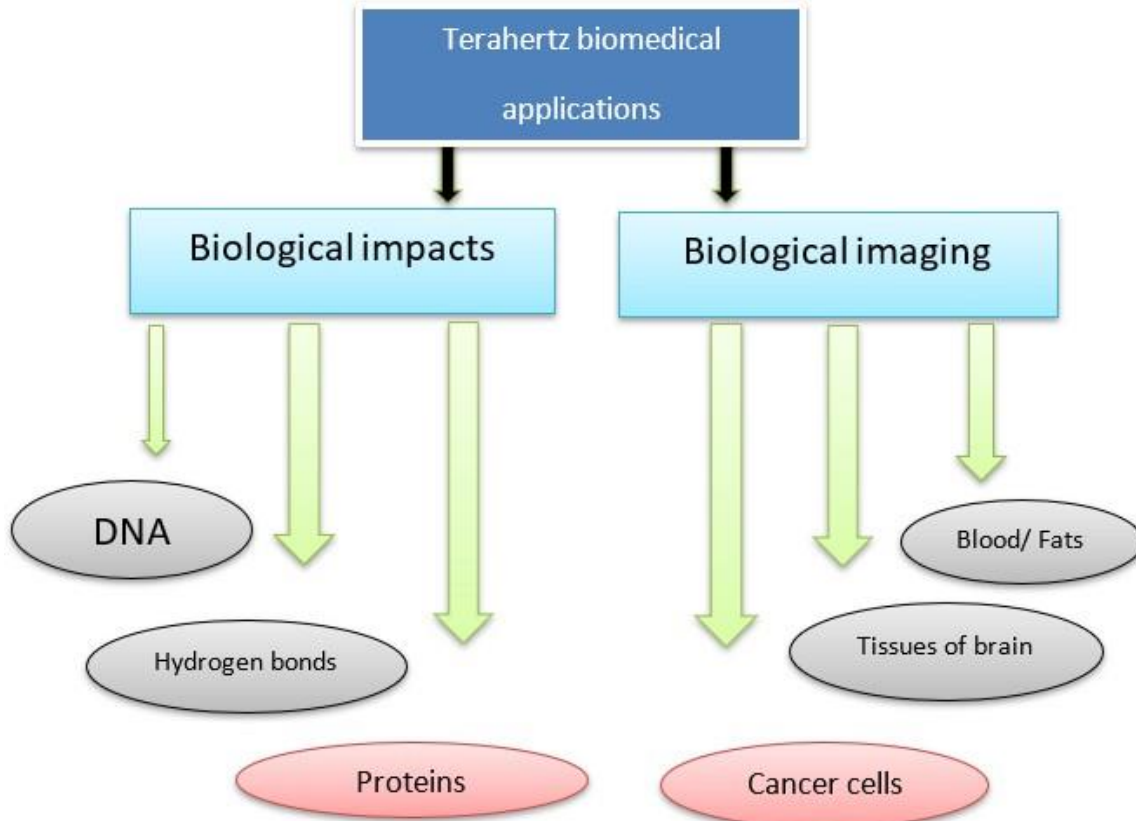 Terahertz biomedical
applications
Biological impacts
Biological imaging
DNA
Blood/ Fats
Hydrogen bonds
Tissues of brain
Proteins
Cancer cells